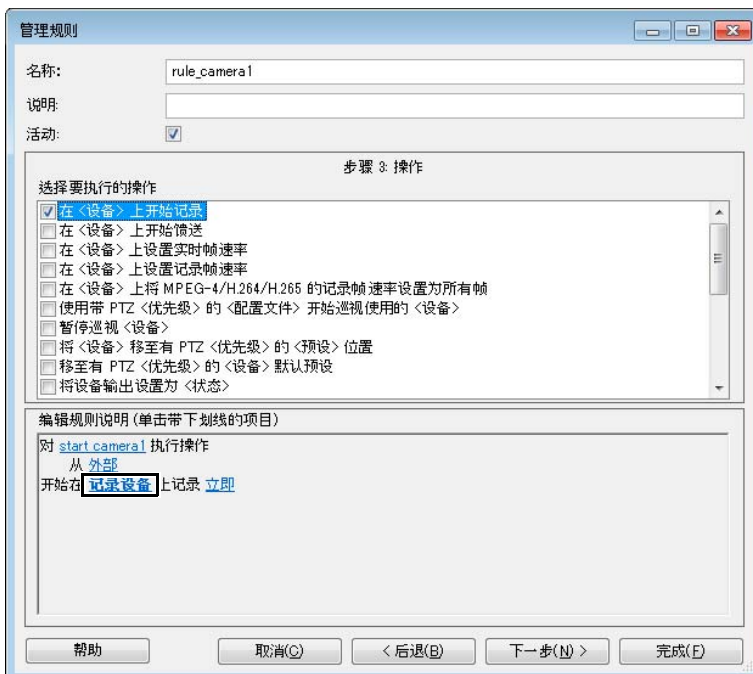 管理规则
名称: rule_camera1
说明:
活动:
步骤 3: 操作
选择要执行的操作
在 <设备> 上开始记录
在 <设备> 上开始馈送
在 <设备> 上设置实时帧速率
在 <设备> 上设置记录帧速率
在 <设备> 上将 MPEG-4/H.264/H.265 的记录帧速率设置为所有帧
使用带 PTZ <优先级> 的 <配置文件> 开始巡视使用的 <设备>
暂停巡视 <设备>
将 <设备> 移至有 PTZ <优先级> 的 <预设> 位置
移至有 PTZ <优先级> 的 <设备> 默认预设
将设备输出设置为 <状态>
编辑规则说明 (单击带下划线的项目)
对 start camera1 执行操作
从 外部
开始在 记录设备 上记录 立即
帮助 取消(C) < 后退(B) 下一步(N) > 完成(F)